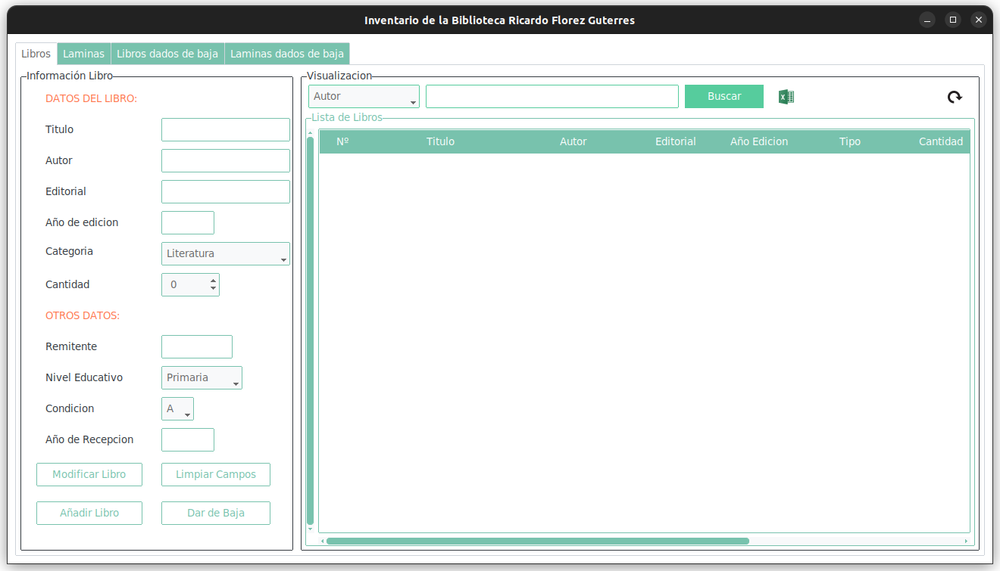 Inventario de la Biblioteca Ricardo Florez Guterres
Libros Laminas Libros dados de baja Laminas dados de baja
Información Libro
DATOS DEL LIBRO:
Titulo
Autor
Editorial
Año de edicion
Categoria Literatura
Cantidad 0
OTROS DATOS:
Remitente
Nivel Educativo Primaria
Condicion A
Año de Recepcion
Modificar Libro Limpiar Campos
Añadir Libro Dar de Baja
Visualizacion
Autor Buscar
Lista de Libros
Nº Titulo Autor Editorial Año Edicion Tipo Cantidad